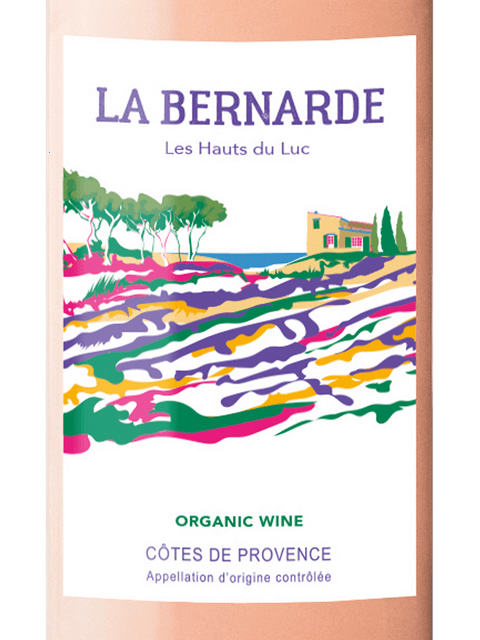 LA BERNARDE
Les Hauts du Luc
ORGANIC WINE
CÔTES DE PROVENCE
Appellation d'origine contrôlée